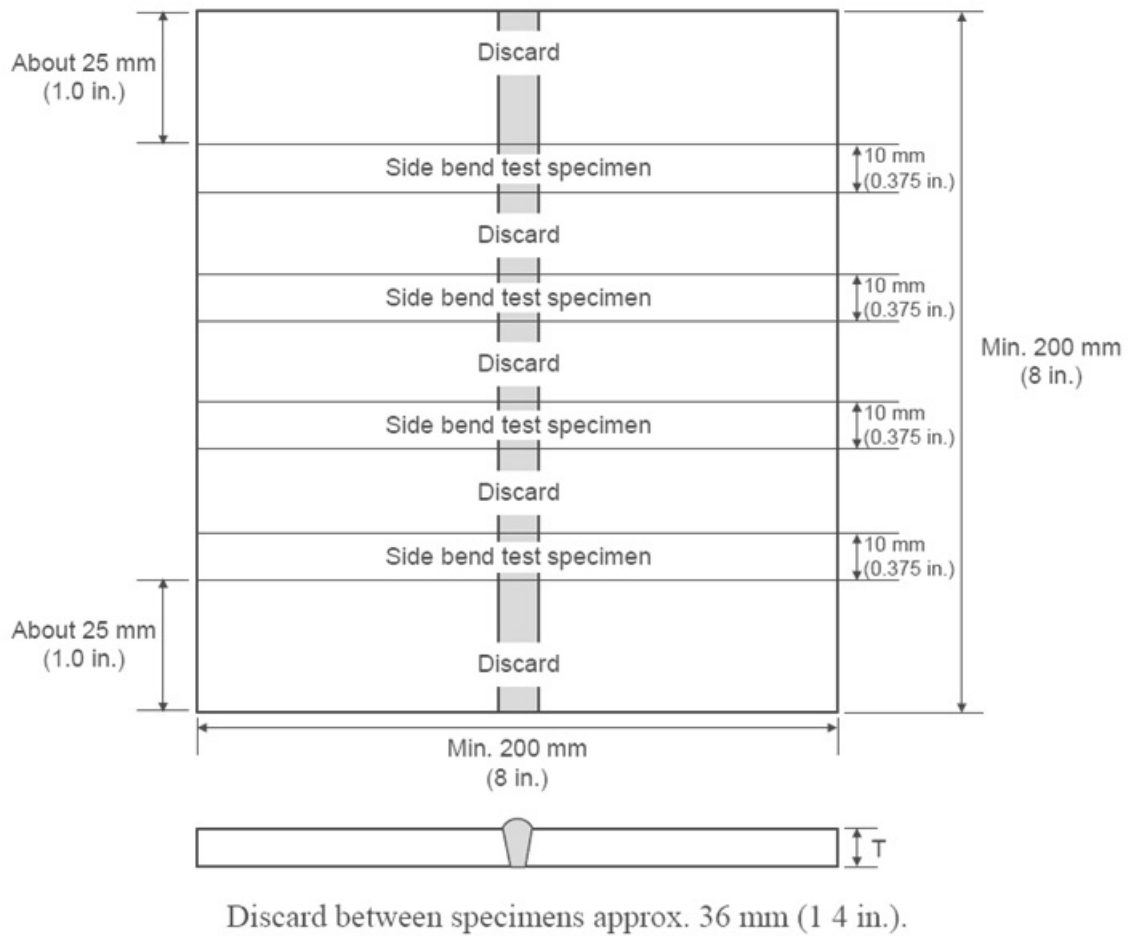 Discard
About 25 mm
(1.0 in.)
Side bend test specimen
10 mm
(0.375 in.)
Discard
Side bend test specimen
10 mm
(0.375 in.)
Min. 200 mm
(8 in.)
Discard
Side bend test specimen
10 mm
(0.375 in.)
Discard
Side bend test specimen
10 mm
(0.375 in.)
About 25 mm
(1.0 in.)
Discard
Min. 200 mm
(8 in.)
T
Discard between specimens approx. 36 mm (1 4 in.).